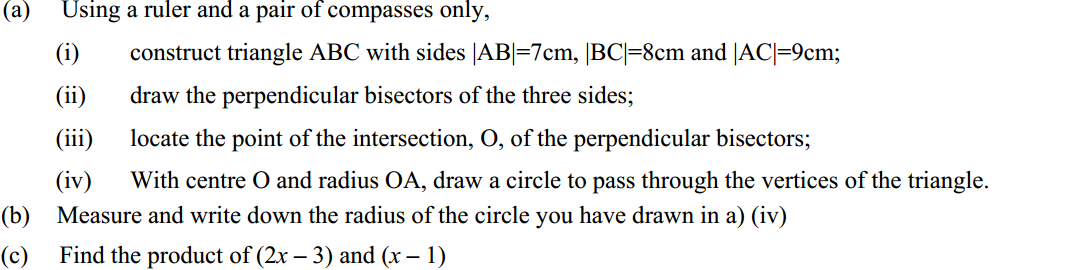 (a) Using a ruler and a pair of compasses only,
(i) construct triangle ABC with sides |AB|=7cm, |BC|=8cm and |AC|=9cm;
(ii) draw the perpendicular bisectors of the three sides;
(iii) locate the point of the intersection, O, of the perpendicular bisectors;
(iv) With centre O and radius OA, draw a circle to pass through the vertices of the triangle.
(b) Measure and write down the radius of the circle you have drawn in a) (iv)
(c) Find the product of (2x – 3) and (x – 1)